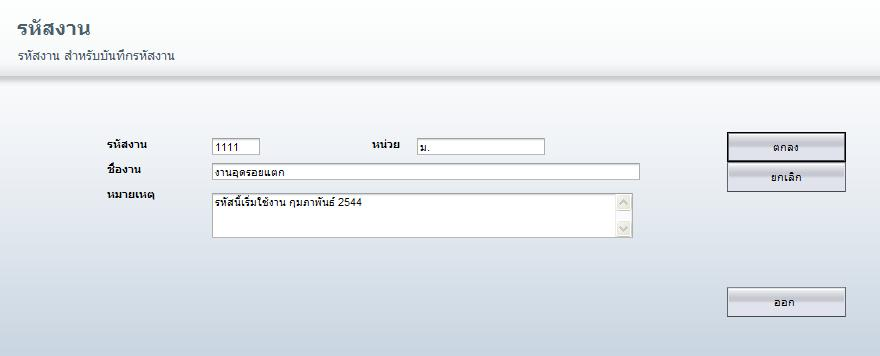 รหัสงาน
รหัสงาน สำหรับบันทึกรหัสงาน
รหัสงาน 1111 หน่วย ม. ตกลง
ชื่องาน งานอุดรอยแตก ยกเลิก
หมายเหตุ รหัสนี้เริ่มใช้งาน กุมภาพันธ์ 2544
ออก